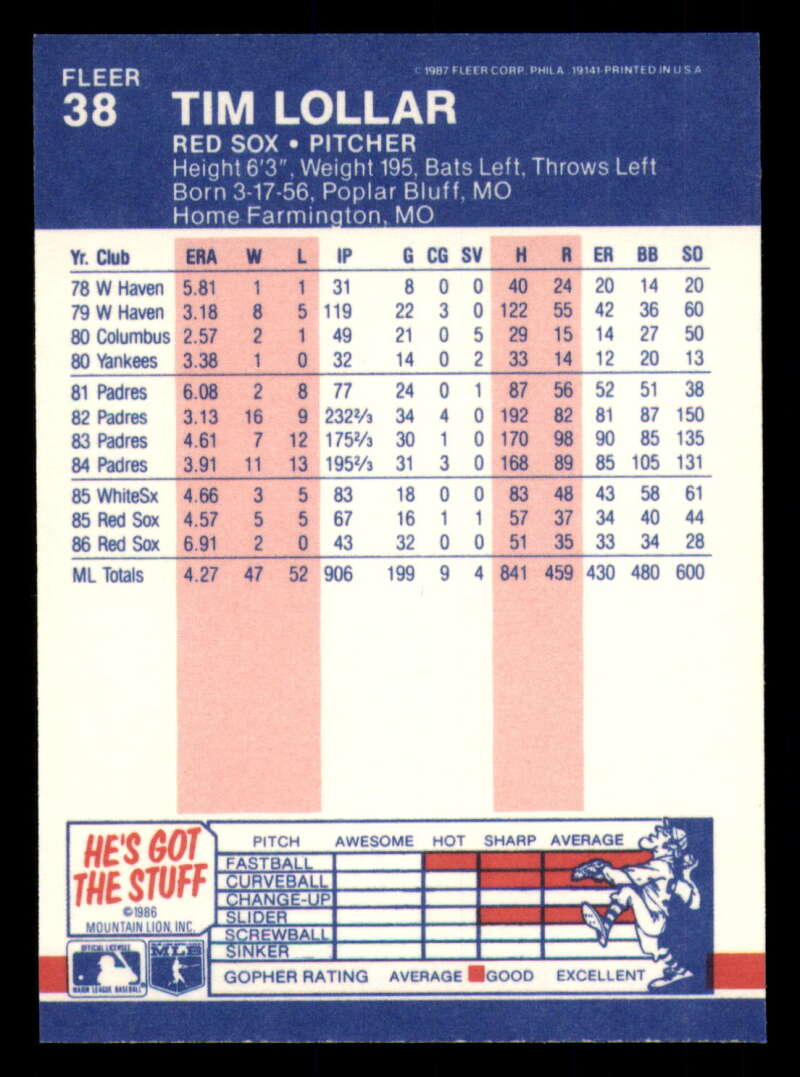 FLEER
38
© 1987 FLEER CORP. PHILA. 19141-PRINTED IN U.S.A
TIM LOLLAR
RED SOX • PITCHER
Height 6'3", Weight 195, Bats Left, Throws Left
Born 3-17-56, Poplar Bluff, MO
Home Farmington, MO
Yr. Club ERA W L IP G CG SV H R ER BB SO
78 W Haven 5.81 1 1 31 8 0 0 40 24 20 14 20
79 W Haven 3.18 8 5 119 22 3 0 122 55 42 36 60
80 Columbus 2.57 2 1 49 21 0 5 29 15 14 27 50
80 Yankees 3.38 1 0 32 14 0 2 33 14 12 20 13
81 Padres 6.08 2 8 77 24 0 1 87 56 52 51 38
82 Padres 3.13 16 9 232⅔ 34 4 0 192 82 81 87 150
83 Padres 4.61 7 12 175⅔ 30 1 0 170 98 90 85 135
84 Padres 3.91 11 13 195⅔ 31 3 0 168 89 85 105 131
85 WhiteSx 4.66 3 5 83 18 0 0 83 48 43 58 61
85 Red Sox 4.57 5 5 67 16 1 1 57 37 34 40 44
86 Red Sox 6.91 2 0 43 32 0 0 51 35 33 34 28
ML Totals 4.27 47 52 906 199 9 4 841 459 430 480 600
HE'S GOT
THE STUFF
©1986
MOUNTAIN LION, INC.
OFFICIAL LICENSEE
MAJOR LEAGUE BASEBALL
MLB
PITCH AWESOME HOT SHARP AVERAGE
FASTBALL
CURVEBALL
CHANGE-UP
SLIDER
SCREWBALL
SINKER
GOPHER RATING AVERAGE GOOD EXCELLENT